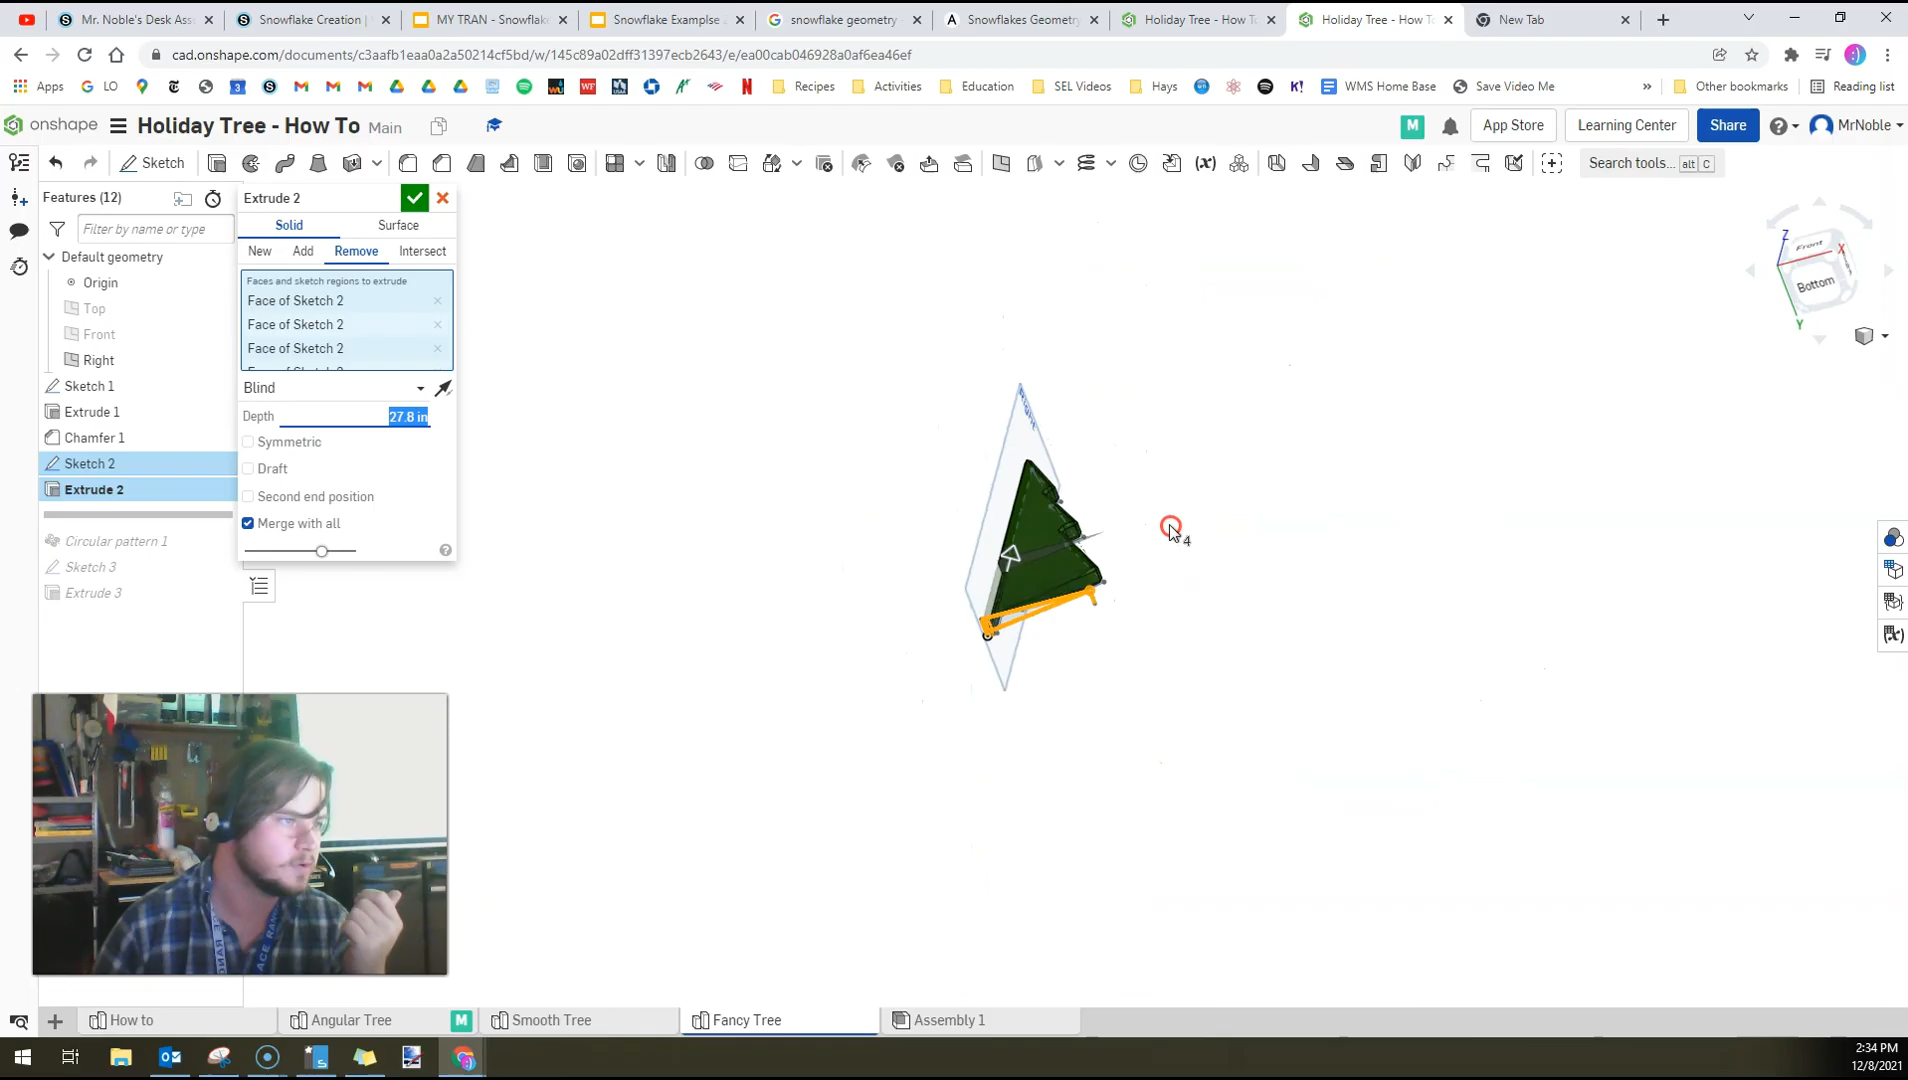 Mr. Noble's Desk Ass
Snowflake Creation |
MY TRAN - Snowflak
Snowflake Examplse
snowflake geometry -
Snowflakes Geometry
Holiday Tree - How To
Holiday Tree - How To
New Tab
cad.onshape.com/documents/c3aafb1eaa0a2a50214cf5bd/w/145c89a02dff31397ecb2643/e/ea00cab046928a0af6ea46ef
Apps
LO
Recipes
Activities
Education
SEL Videos
Hays
WMS Home Base
Save Video Me
Other bookmarks
Reading list
onshape
Holiday Tree - How To
Main
M
App Store
Learning Center
Share
MrNoble
Sketch
Search tools...
alt C
Features (12)
Filter by name or type
Default geometry
Origin
Top
Front
Right
Sketch 1
Extrude 1
Chamfer 1
Sketch 2
Extrude 2
Circular pattern 1
Sketch 3
Extrude 3
Extrude 2
Solid
Surface
New
Add
Remove
Intersect
Faces and sketch regions to extrude
Face of Sketch 2
Face of Sketch 2
Face of Sketch 2
Blind
Depth
27.8 in
Symmetric
Draft
Second end position
Merge with all
Right
4
Z
Front
X
Bottom
Y
How to
Angular Tree
M
Smooth Tree
Fancy Tree
Assembly 1
2:34 PM
12/8/2021